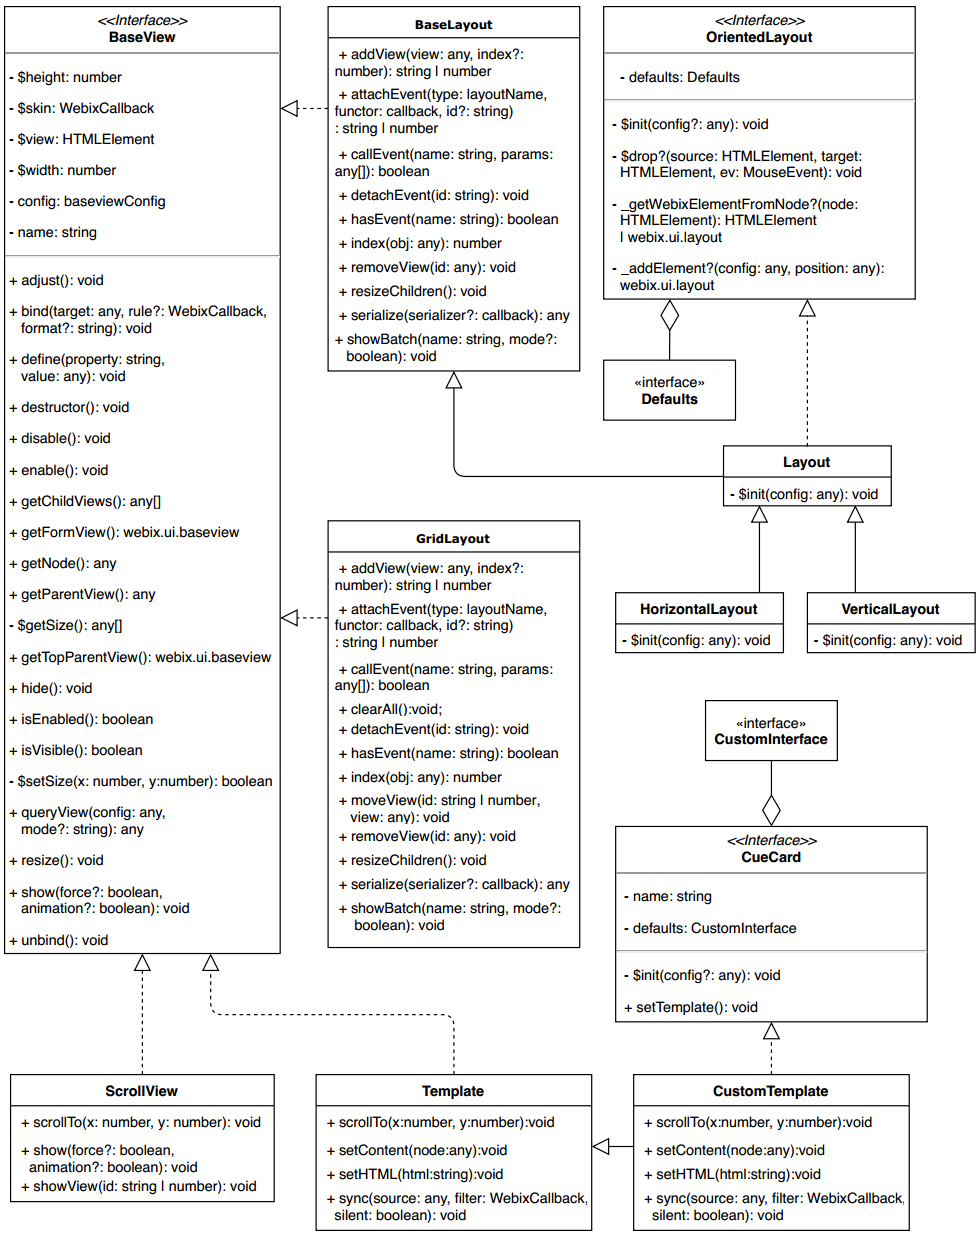 <<Interface>>
BaseView
- $height: number
- $skin: WebixCallback
- $view: HTMLElement
- $width: number
- config: baseviewConfig
- name: string
+ adjust(): void
+ bind(target: any, rule?: WebixCallback,
format?: string): void
+ define(property: string,
value: any): void
+ destructor(): void
+ disable(): void
+ enable(): void
+ getChildViews(): any[]
+ getFormView(): webix.ui.baseview
+ getNode(): any
+ getParentView(): any
- $getSize(): any[]
+ getTopParentView(): webix.ui.baseview
+ hide(): void
+ isEnabled(): boolean
+ isVisible(): boolean
- $setSize(x: number, y:number): boolean
+ queryView(config: any,
mode?: string): any
+ resize(): void
+ show(force?: boolean,
animation?: boolean): void
+ unbind(): void
BaseLayout
+ addView(view: any, index?:
number): string | number
+ attachEvent(type: layoutName,
functor: callback, id?: string)
: string | number
+ callEvent(name: string, params:
any[]): boolean
+ detachEvent(id: string): void
+ hasEvent(name: string): boolean
+ index(obj: any): number
+ removeView(id: any): void
+ resizeChildren(): void
+ serialize(serializer?: callback): any
+ showBatch(name: string, mode?:
boolean): void
<<Interface>>
OrientedLayout
- defaults: Defaults
- $init(config?: any): void
- $drop?(source: HTMLElement, target:
HTMLElement, ev: MouseEvent): void
- _getWebixElementFromNode?(node:
HTMLElement): HTMLElement
| webix.ui.layout
- _addElement?(config: any, position: any):
webix.ui.layout
«interface»
Defaults
Layout
- $init(config: any): void
HorizontalLayout
- $init(config: any): void
VerticalLayout
- $init(config: any): void
GridLayout
+ addView(view: any, index?:
number): string | number
+ attachEvent(type: layoutName,
functor: callback, id?: string)
: string | number
+ callEvent(name: string, params:
any[]): boolean
+ clearAll():void;
+ detachEvent(id: string): void
+ hasEvent(name: string): boolean
+ index(obj: any): number
+ moveView(id: string | number,
view: any): void
+ removeView(id: any): void
+ resizeChildren(): void
+ serialize(serializer?: callback): any
+ showBatch(name: string, mode?:
boolean): void
«interface»
CustomInterface
<<Interface>>
CueCard
- name: string
- defaults: CustomInterface
- $init(config?: any): void
+ setTemplate(): void
ScrollView
+ scrollTo(x: number, y: number): void
+ show(force?: boolean,
animation?: boolean): void
+ showView(id: string | number): void
Template
+ scrollTo(x:number, y:number):void
+ setContent(node:any):void
+ setHTML(html:string):void
+ sync(source: any, filter: WebixCallback,
silent: boolean): void
CustomTemplate
+ scrollTo(x:number, y:number):void
+ setContent(node:any):void
+ setHTML(html:string):void
+ sync(source: any, filter: WebixCallback,
silent: boolean): void